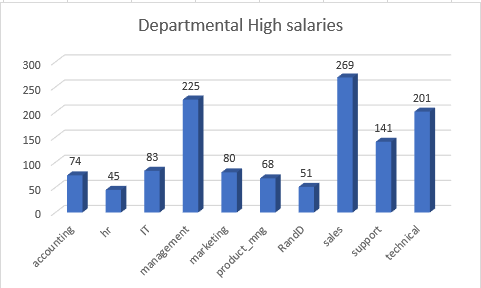 Departmental High salaries
300
250
200
150
100
50
0
74
45
83
225
80
68
51
269
141
201
accounting
hr
IT
management
marketing
product_mng
RandD
sales
support
technical